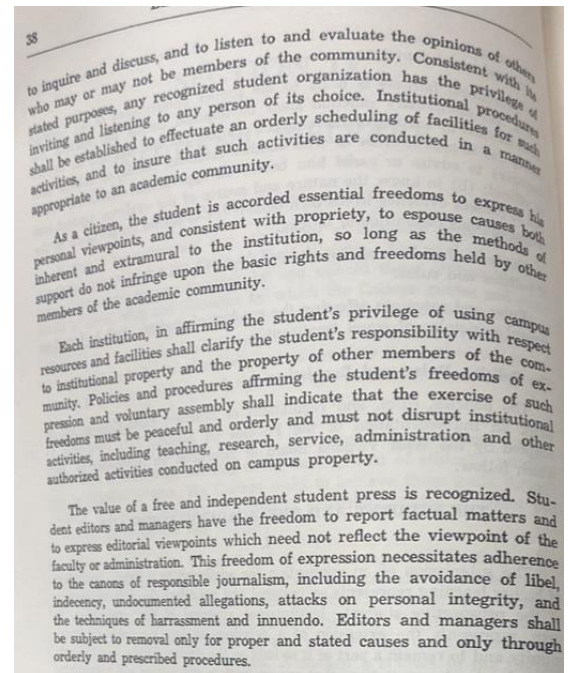 38
to inquire and discuss, and to listen to and evaluate the opinions of others
who may or may not be members of the community. Consistent with its
stated purposes, any recognized student organization has the privilege of
inviting and listening to any person of its choice. Institutional procedures
shall be established to effectuate an orderly scheduling of facilities for such
activities, and to insure that such activities are conducted in a manner
appropriate to an academic community.
As a citizen, the student is accorded essential freedoms to express his
personal viewpoints, and consistent with propriety, to espouse causes both
inherent and extramural to the institution, so long as the methods of
support do not infringe upon the basic rights and freedoms held by other
members of the academic community.
Each institution, in affirming the student's privilege of using campus
resources and facilities shall clarify the student's responsibility with respect
to institutional property and the property of other members of the com-
munity. Policies and procedures affrming the student's freedoms of ex-
pression and voluntary assembly shall indicate that the exercise of such
freedoms must be peaceful and orderly and must not disrupt institutional
activities, including teaching, research, service, administration and other
authorized activities conducted on campus property.
The value of a free and independent student press is recognized. Stu-
dent editors and managers have the freedom to report factual matters and
to express editorial viewpoints which need not reflect the viewpoint of the
faculty or administration. This freedom of expression necessitates adherence
to the canons of responsible journalism, including the avoidance of libel,
indecency, undocumented allegations, attacks on personal integrity, and
the techniques of harrassment and innuendo. Editors and managers shall
be subject to removal only for proper and stated causes and only through
orderly and prescribed procedures.